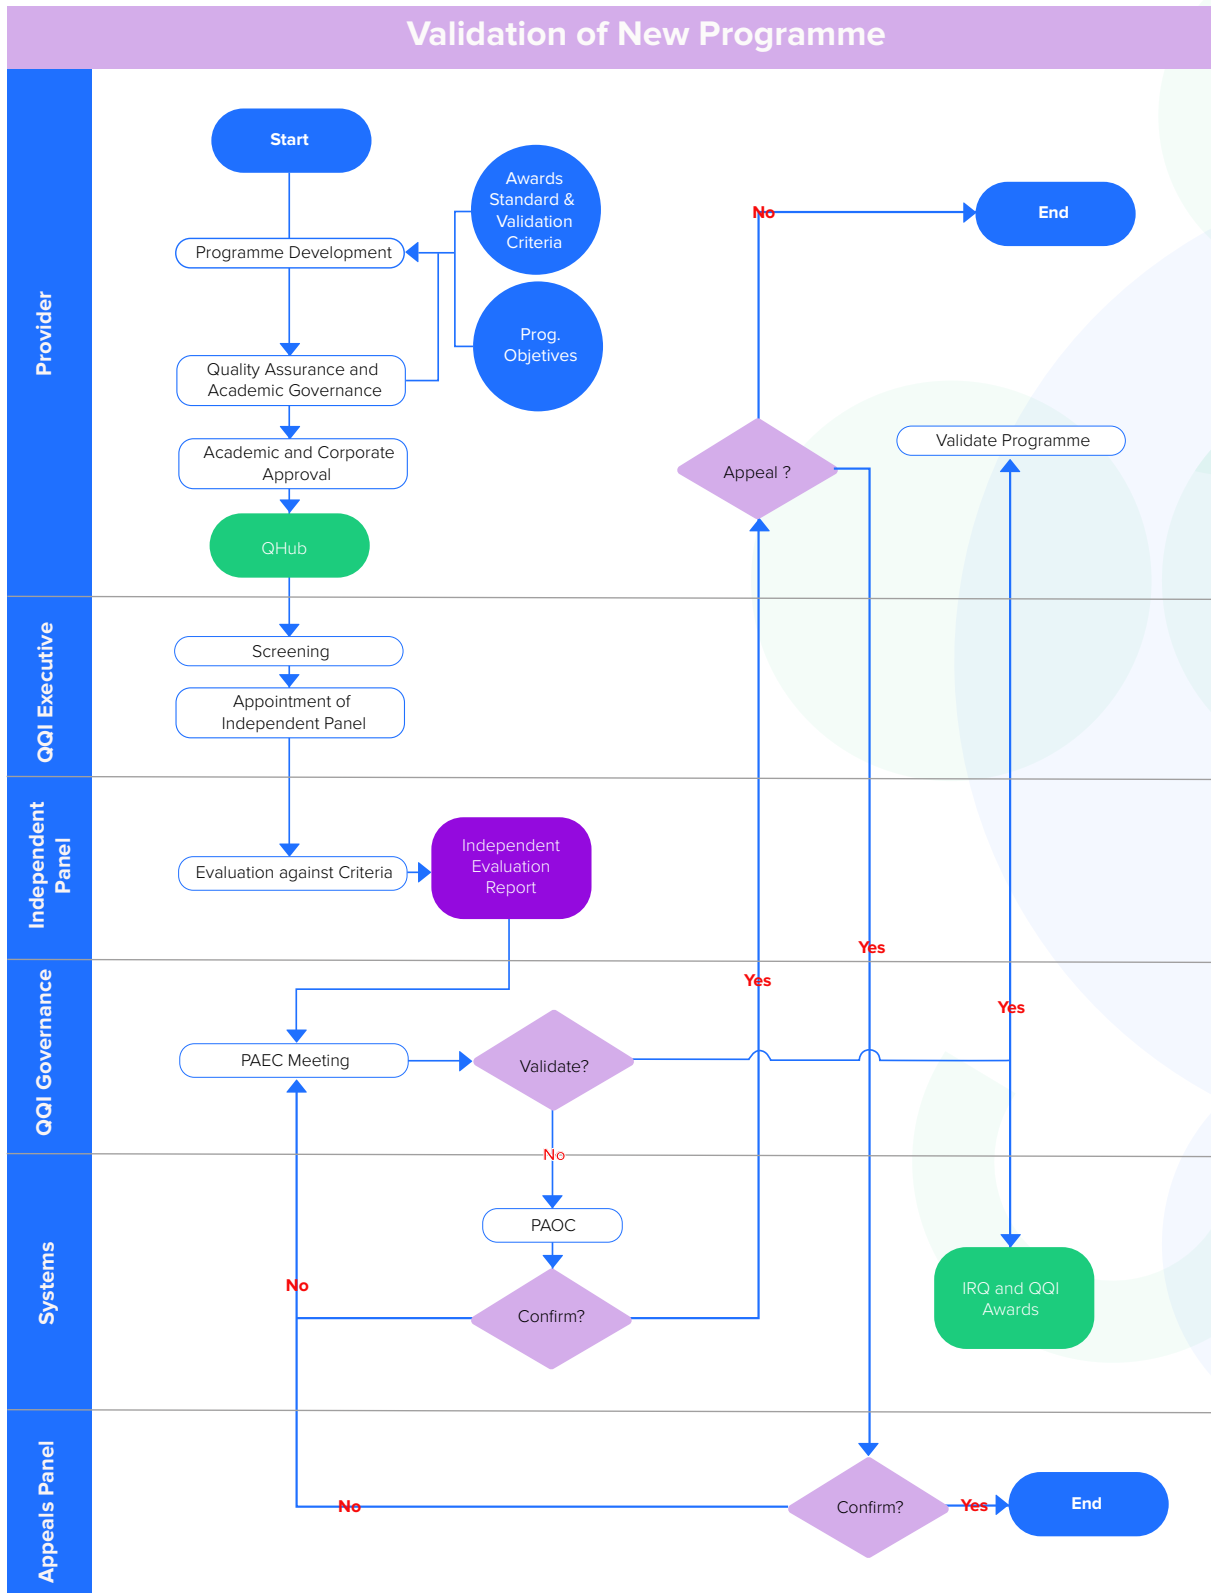 Validation of New Programme
Provider
Start
Awards
Standard &
Validation
Criteria
No
End
Programme Development
Prog.
Objetives
Quality Assurance and
Academic Governance
Academic and Corporate
Approval
Appeal ?
Validate Programme
QHub
QQI Executive
Screening
Appointment of
Independent Panel
Independent
Panel
Evaluation against Criteria
Independent
Evaluation
Report
Yes
QQI Governance
Yes
Yes
PAEC Meeting
Validate?
No
Systems
PAOC
No
Confirm?
IRQ and QQI
Awards
Appeals Panel
No
Confirm?
Yes
End